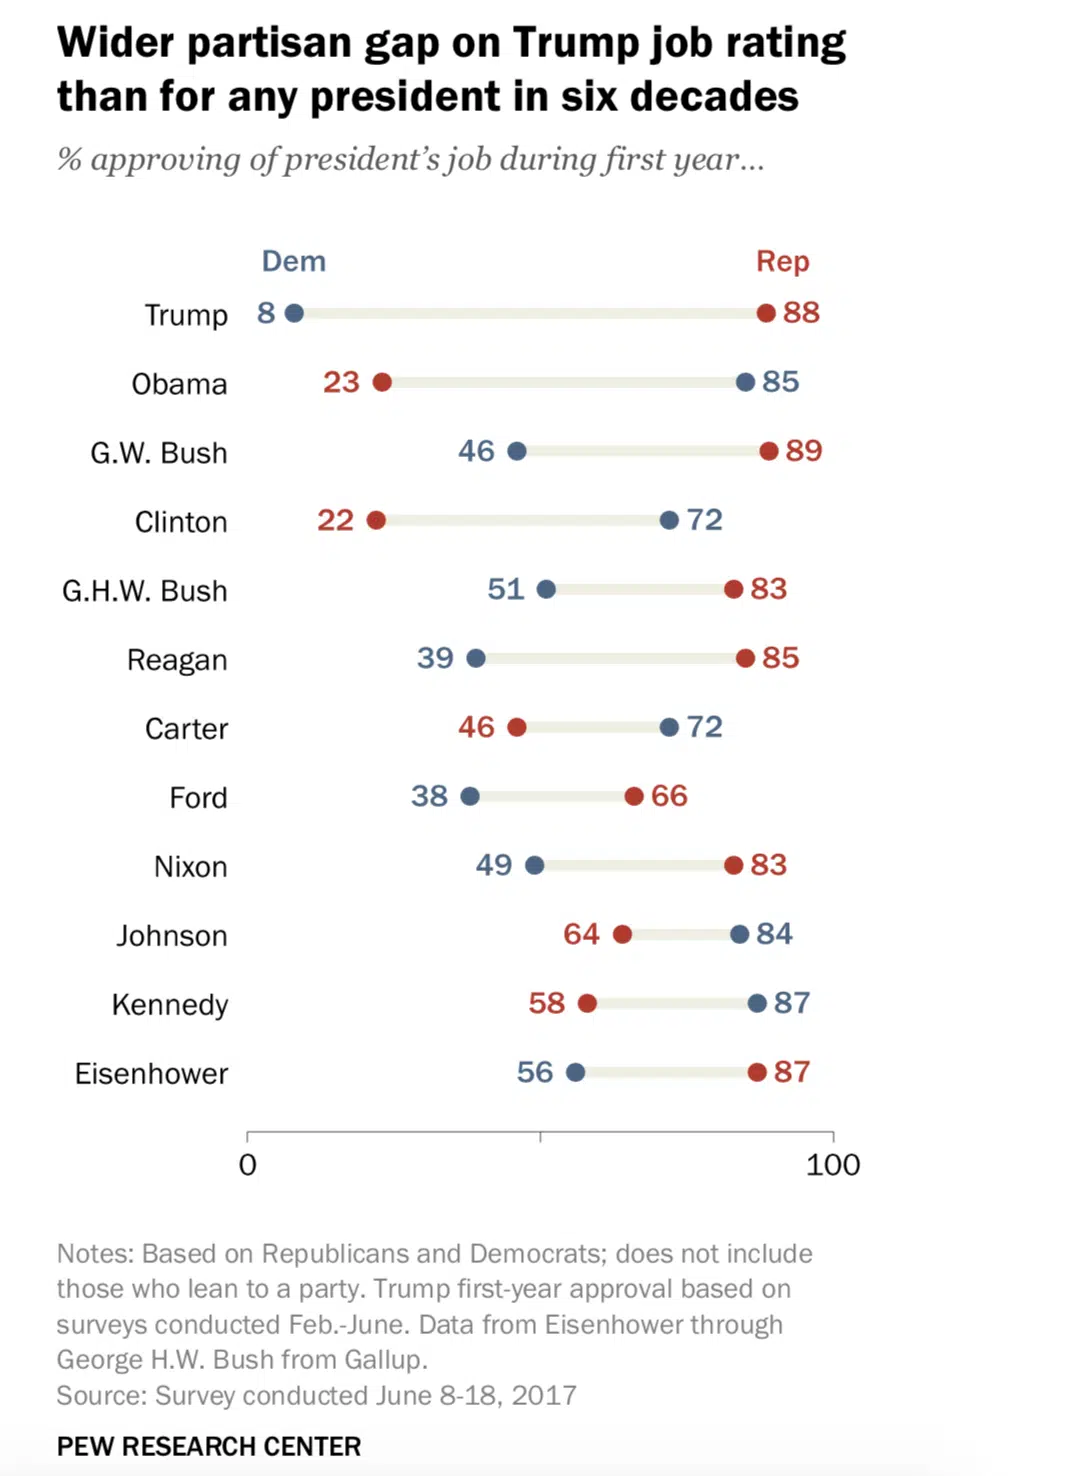 Wider partisan gap on Trump job rating
than for any president in six decades
% approving of president's job during first year...
Dem Rep
Trump 8 88
Obama 23 85
G.W. Bush 46 89
Clinton 22 72
G.H.W. Bush 51 83
Reagan 39 85
Carter 46 72
Ford 38 66
Nixon 49 83
Johnson 64 84
Kennedy 58 87
Eisenhower 56 87
0 100
Notes: Based on Republicans and Democrats; does not include
those who lean to a party. Trump first-year approval based on
surveys conducted Feb.-June. Data from Eisenhower through
George H.W. Bush from Gallup.
Source: Survey conducted June 8-18, 2017
PEW RESEARCH CENTER